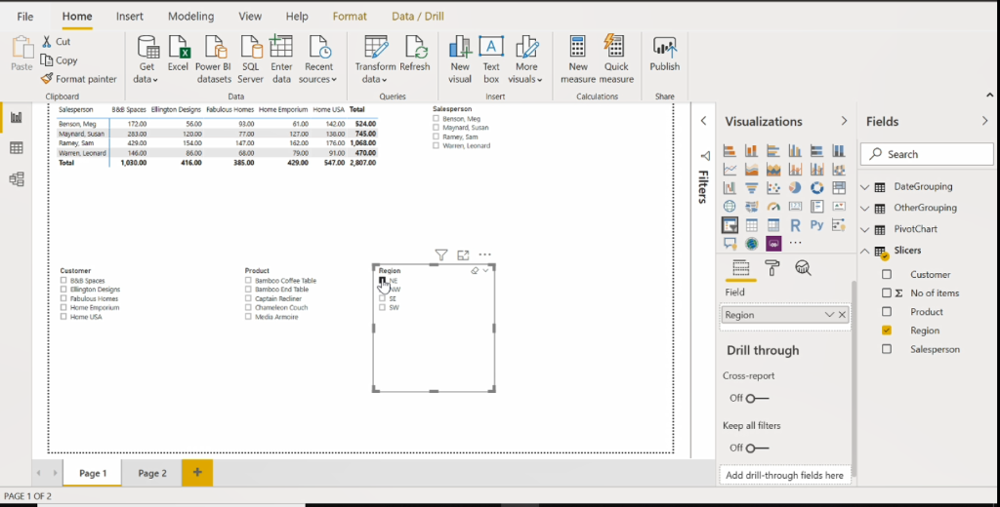 File Home Insert Modeling View Help Format Data / Drill
Paste Cut
Copy
Format painter
Clipboard
Get data
Excel
Power BI datasets
SQL Server
Enter data
Recent sources
Data
Transform data
Refresh
Queries
New visual
Text box
More visuals
Insert
New measure
Quick measure
Calculations
Publish
Share
Salesperson B&B Spaces Ellington Designs Fabulous Homes Home Emporium Home USA Total
Benson, Meg 172.00 56.00 93.00 61.00 142.00 524.00
Maynard, Susan 283.00 120.00 77.00 127.00 138.00 745.00
Ramey, Sam 429.00 154.00 147.00 162.00 176.00 1,068.00
Warren, Leonard 146.00 86.00 68.00 79.00 91.00 470.00
Total 1,030.00 416.00 385.00 429.00 547.00 2,807.00
Salesperson
Benson, Meg
Maynard, Susan
Ramey, Sam
Warren, Leonard
Customer
B&B Spaces
Ellington Designs
Fabulous Homes
Home Emporium
Home USA
Product
Bamboo Coffee Table
Bamboo End Table
Captain Recliner
Chameleon Couch
Media Armoire
Region
NE
NW
SE
SW
Filters
Visualizations
R Py
Field
Region
Drill through
Cross-report
Off
Keep all filters
Off
Add drill-through fields here
Fields
Search
DateGrouping
OtherGrouping
PivotChart
Slicers
Customer
Σ No of items
Product
Region
Salesperson
Page 1 Page 2 +
PAGE 1 OF 2